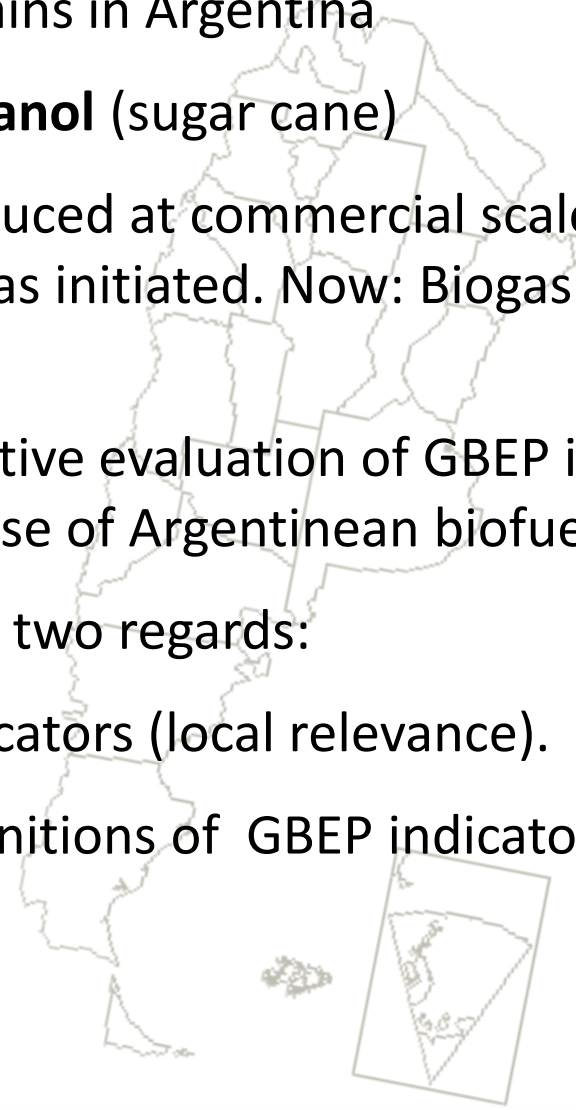 ains in Argentina
anol (sugar cane)
uced at commercial scale
as initiated. Now: Biogas
tive evaluation of GBEP i
se of Argentinean biofue
two regards:
cators (local relevance).
nitions of  GBEP indicato